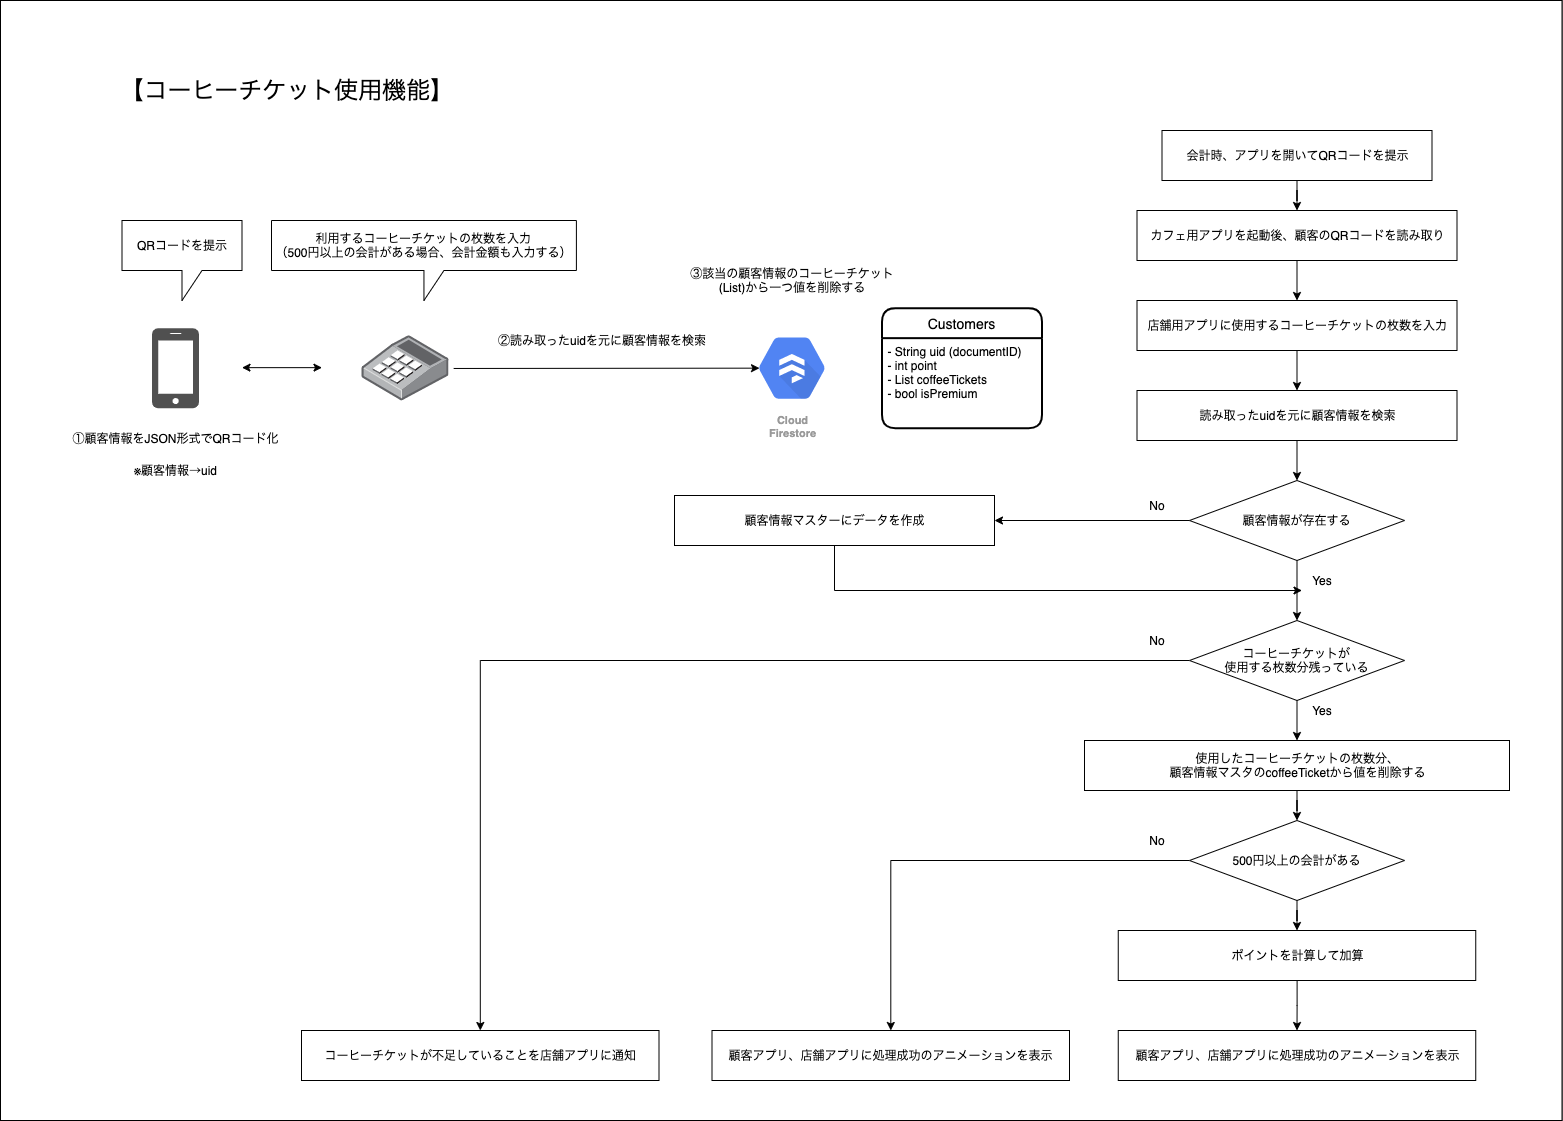 【コーヒーチケット使用機能】
QRコードを提示
利用するコーヒーチケットの枚数を入力
（500円以上の会計がある場合、会計金額も入力する）
①顧客情報をJSON形式でQRコード化
※顧客情報→uid
②読み取ったuidを元に顧客情報を検索
③該当の顧客情報のコーヒーチケット
(List)から一つ値を削除する
Cloud
Firestore
Customers
- String uid (documentID)
- int point
- List coffeeTickets
- bool isPremium
会計時、アプリを開いてQRコードを提示
カフェ用アプリを起動後、顧客のQRコードを読み取り
店舗用アプリに使用するコーヒーチケットの枚数を入力
読み取ったuidを元に顧客情報を検索
顧客情報が存在する
No
顧客情報マスターにデータを作成
Yes
コーヒーチケットが
使用する枚数分残っている
No
Yes
使用したコーヒーチケットの枚数分、
顧客情報マスタのcoffeeTicketから値を削除する
500円以上の会計がある
No
ポイントを計算して加算
コーヒーチケットが不足していることを店舗アプリに通知
顧客アプリ、店舗アプリに処理成功のアニメーションを表示
顧客アプリ、店舗アプリに処理成功のアニメーションを表示